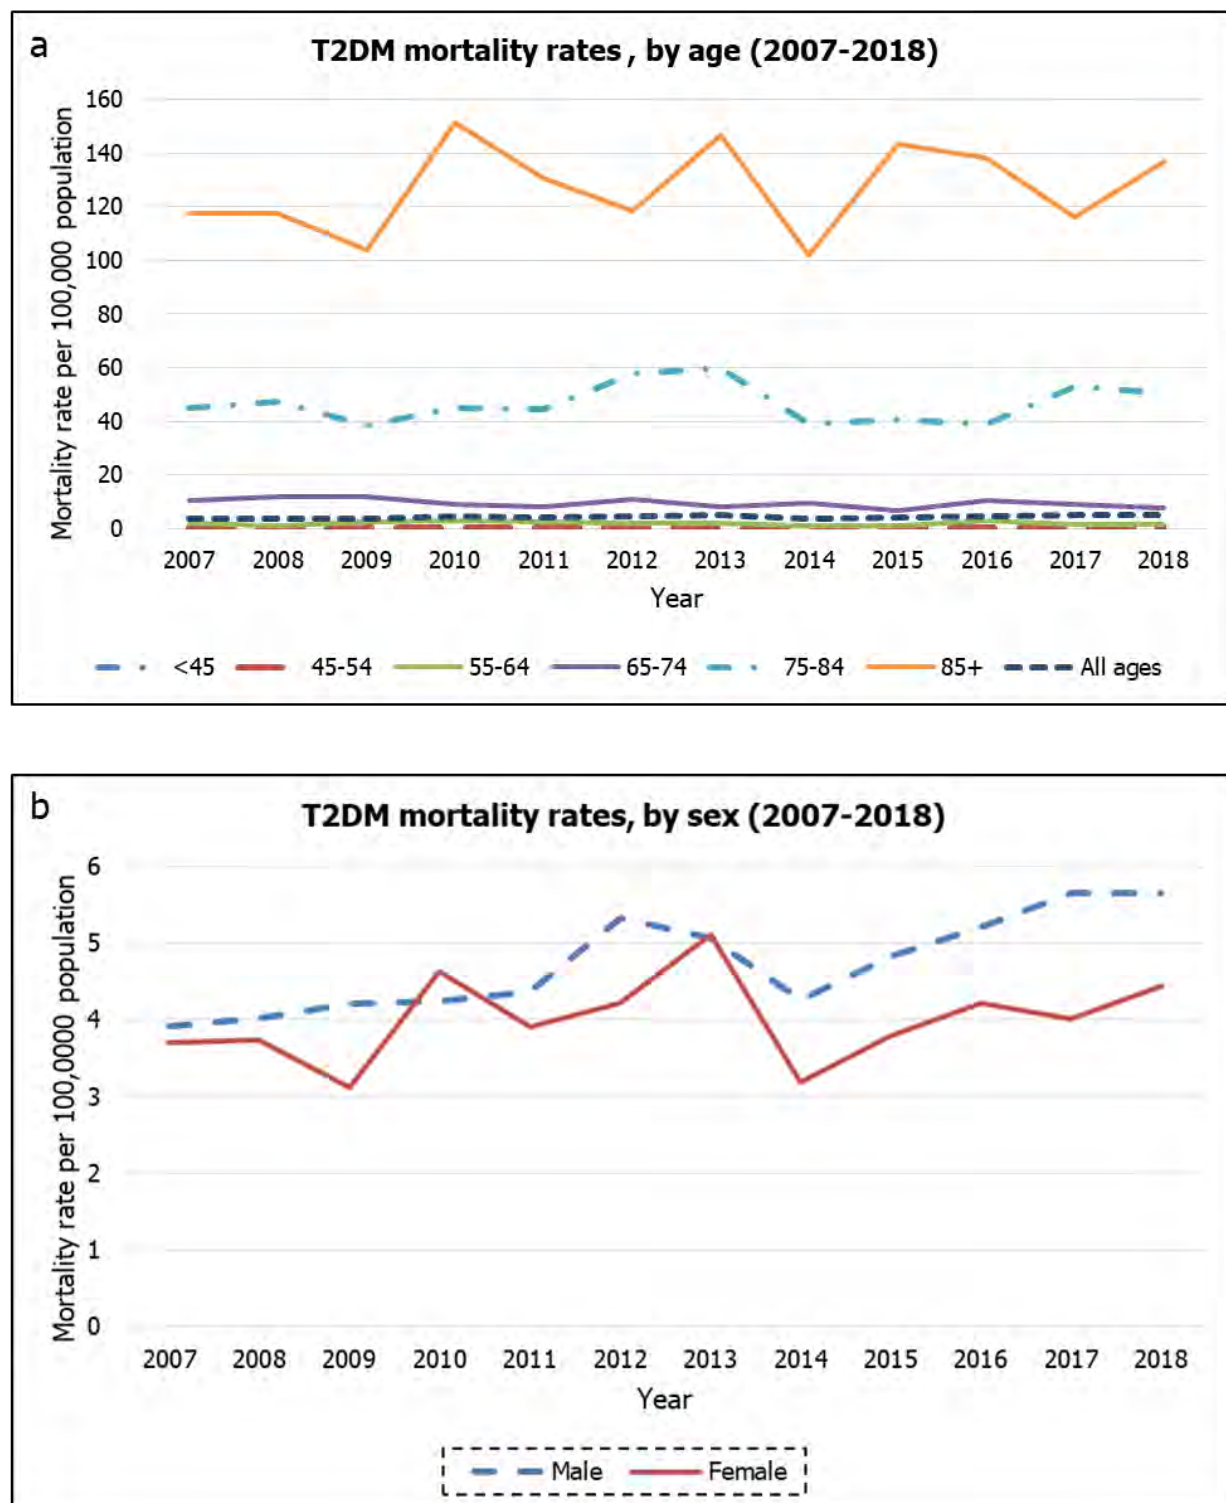 a
T2DM mortality rates , by age (2007-2018)
Mortality rate per 100,000 population
160
140
120
100
80
60
40
20
0
2007 2008 2009 2010 2011 2012 2013 2014 2015 2016 2017 2018
Year
<45 45-54 55-64 65-74 75-84 85+ All ages
b
T2DM mortality rates, by sex (2007-2018)
Mortality rate per 100,0000 population
6
5
4
3
2
1
0
2007 2008 2009 2010 2011 2012 2013 2014 2015 2016 2017 2018
Year
Male Female